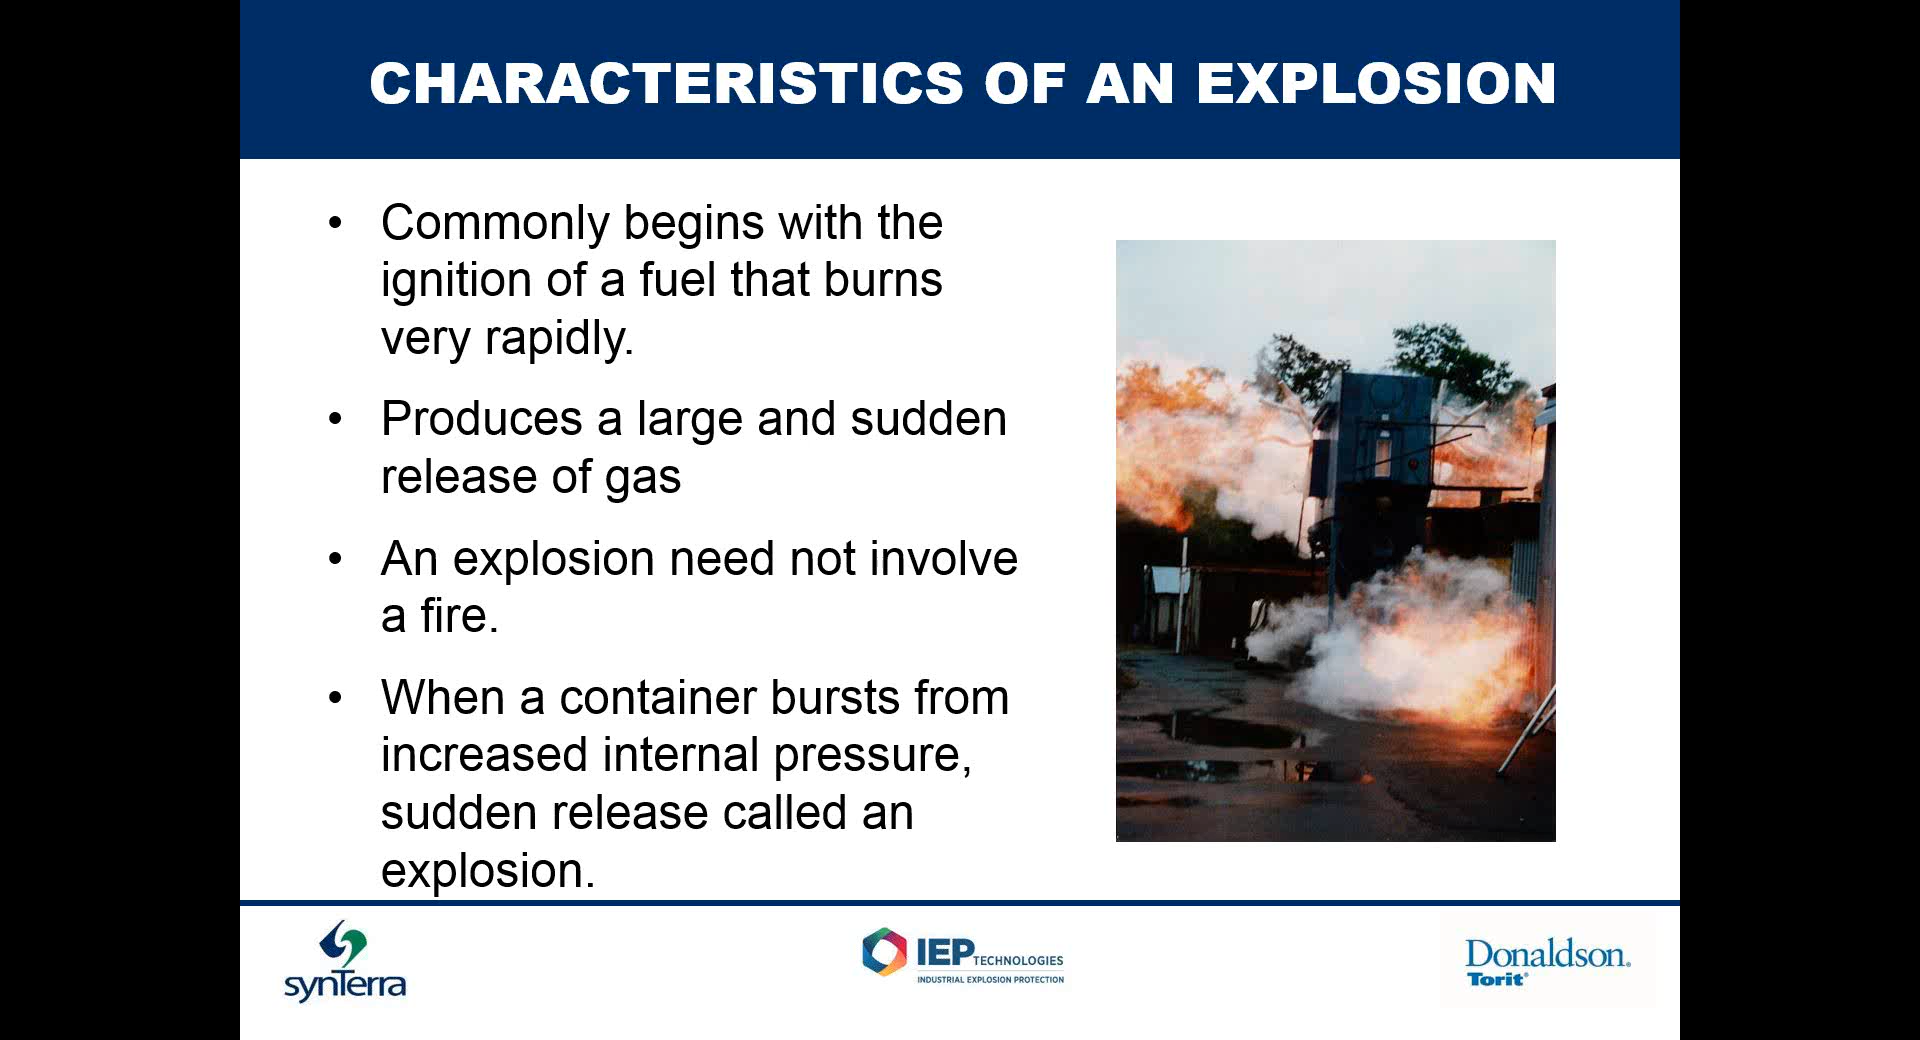 CHARACTERISTICS OF AN EXPLOSION
• Commonly begins with the
ignition of a fuel that burns
very rapidly.
• Produces a large and sudden
release of gas
• An explosion need not involve
a fire.
• When a container bursts from
increased internal pressure,
sudden release called an
explosion.
synTerra
IEP TECHNOLOGIES
INDUSTRIAL EXPLOSION PROTECTION
Donaldson®
Torit®